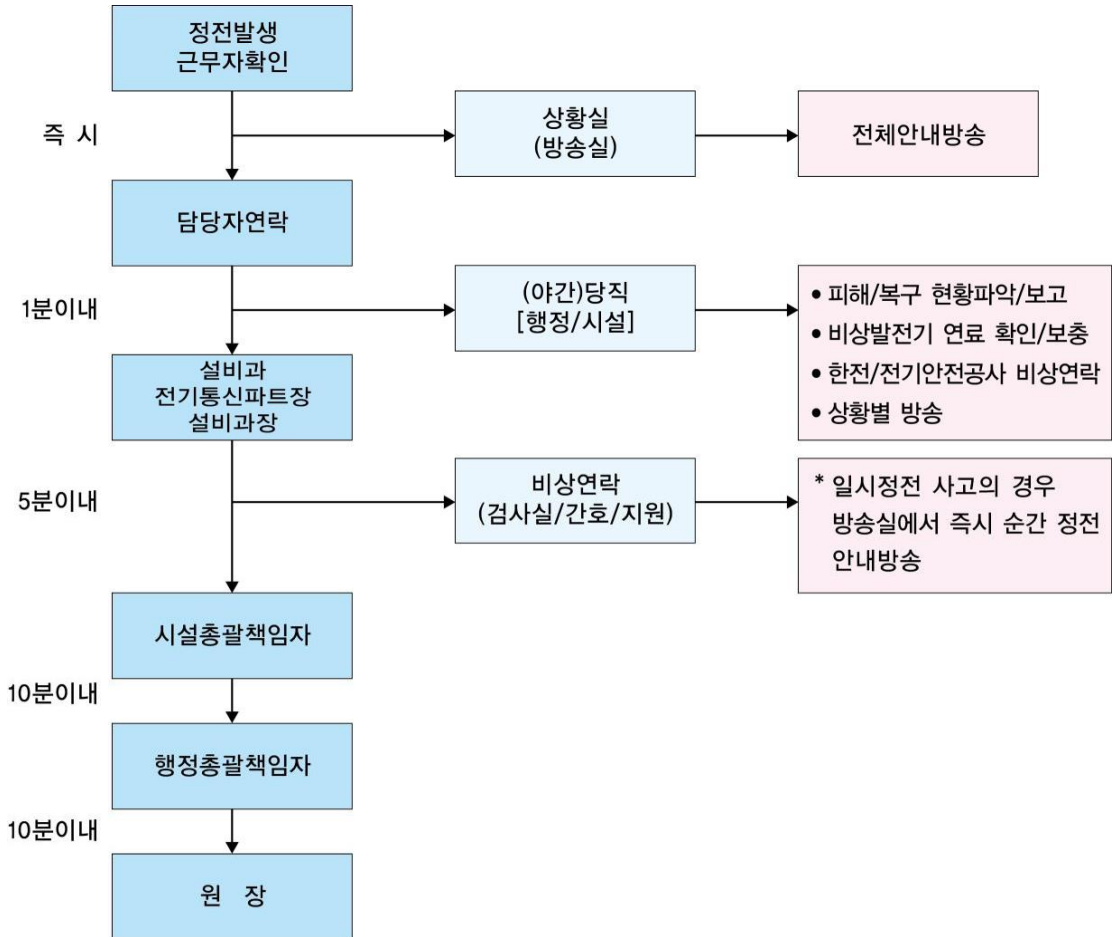 정전발생
근무자확인
즉 시
상황실
(방송실)
전체안내방송
담당자연락
1분이내
(야간)당직
[행정/시설]
• 피해/복구 현황파악/보고
• 비상발전기 연료 확인/보충
• 한전/전기안전공사 비상연락
• 상황별 방송
설비과
전기통신파트장
설비과장
5분이내
비상연락
(검사실/간호/지원)
* 일시정전 사고의 경우
방송실에서 즉시 순간 정전
안내방송
시설총괄책임자
10분이내
행정총괄책임자
10분이내
원 장